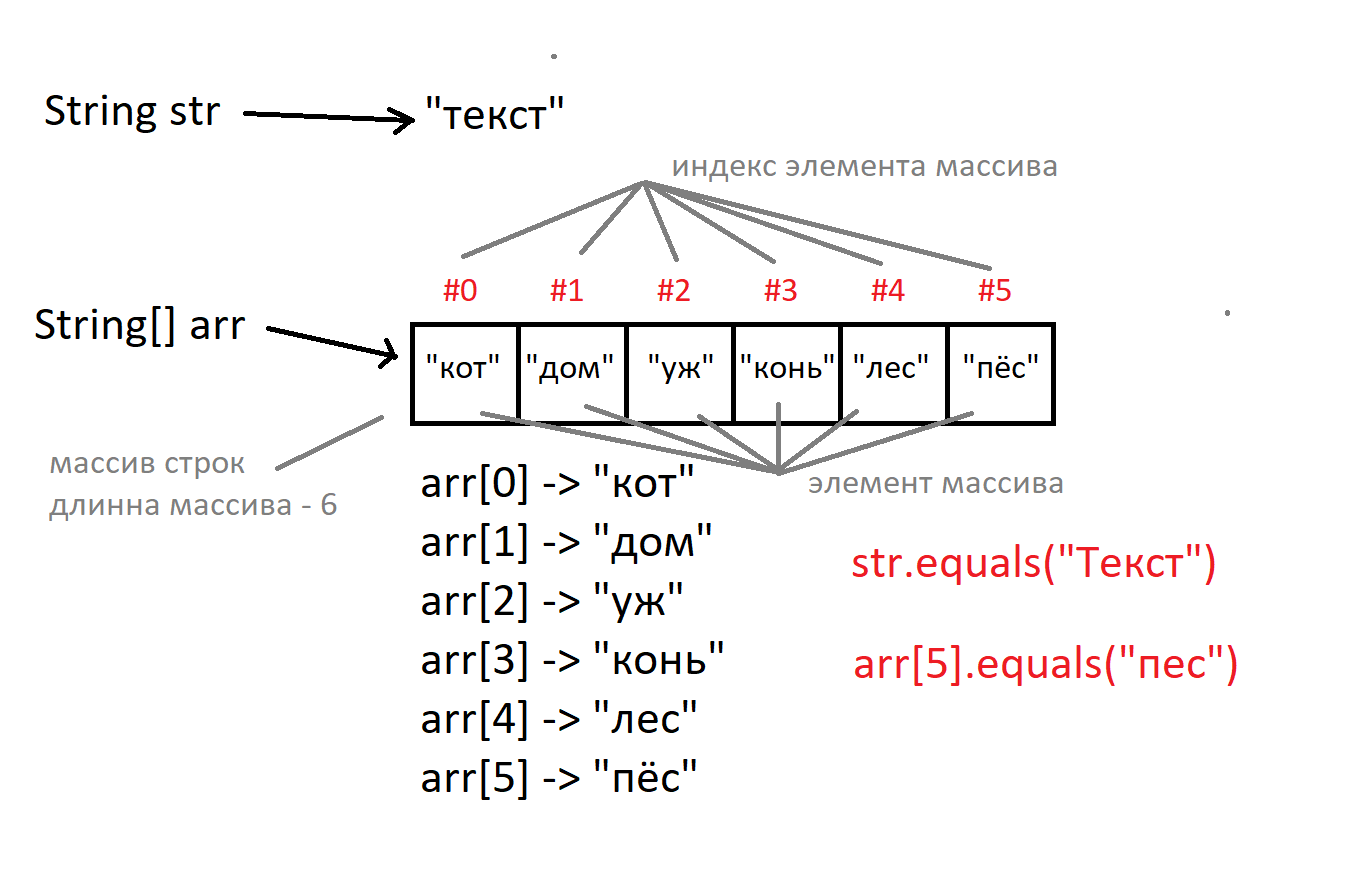 String str
"текст"
индекс элемента массива
#0 #1 #2 #3 #4 #5
String[] arr
"кот" "дом" "уж" "конь" "лес" "пёс"
массив строк
длинна массива - 6
элемент массива
arr[0] -> "кот"
arr[1] -> "дом"
arr[2] -> "уж"
arr[3] -> "конь"
arr[4] -> "лес"
arr[5] -> "пёс"
str.equals("Текст")
arr[5].equals("пес")